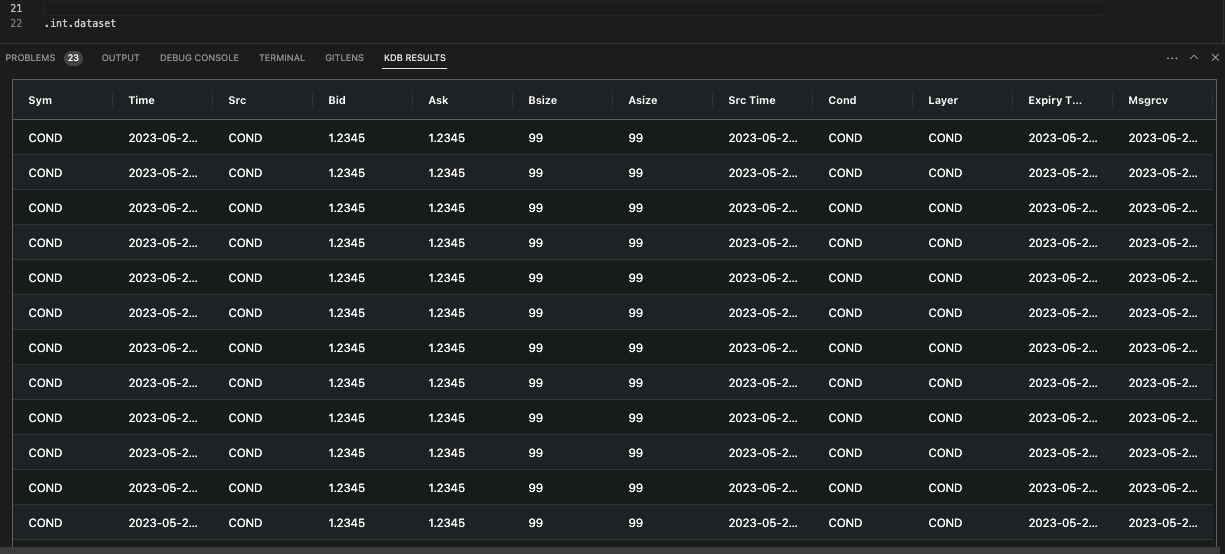 21
22 .int.dataset
PROBLEMS 23 OUTPUT DEBUG CONSOLE TERMINAL GITLENS KDB RESULTS ...
Sym Time Src Bid Ask Bsize Asize Src Time Cond Layer Expiry T... Msgrcv
COND 2023-05-2... COND 1.2345 1.2345 99 99 2023-05-2... COND COND 2023-05-2... 2023-05-2...
COND 2023-05-2... COND 1.2345 1.2345 99 99 2023-05-2... COND COND 2023-05-2... 2023-05-2...
COND 2023-05-2... COND 1.2345 1.2345 99 99 2023-05-2... COND COND 2023-05-2... 2023-05-2...
COND 2023-05-2... COND 1.2345 1.2345 99 99 2023-05-2... COND COND 2023-05-2... 2023-05-2...
COND 2023-05-2... COND 1.2345 1.2345 99 99 2023-05-2... COND COND 2023-05-2... 2023-05-2...
COND 2023-05-2... COND 1.2345 1.2345 99 99 2023-05-2... COND COND 2023-05-2... 2023-05-2...
COND 2023-05-2... COND 1.2345 1.2345 99 99 2023-05-2... COND COND 2023-05-2... 2023-05-2...
COND 2023-05-2... COND 1.2345 1.2345 99 99 2023-05-2... COND COND 2023-05-2... 2023-05-2...
COND 2023-05-2... COND 1.2345 1.2345 99 99 2023-05-2... COND COND 2023-05-2... 2023-05-2...
COND 2023-05-2... COND 1.2345 1.2345 99 99 2023-05-2... COND COND 2023-05-2... 2023-05-2...
COND 2023-05-2... COND 1.2345 1.2345 99 99 2023-05-2... COND COND 2023-05-2... 2023-05-2...
COND 2023-05-2... COND 1.2345 1.2345 99 99 2023-05-2... COND COND 2023-05-2... 2023-05-2...